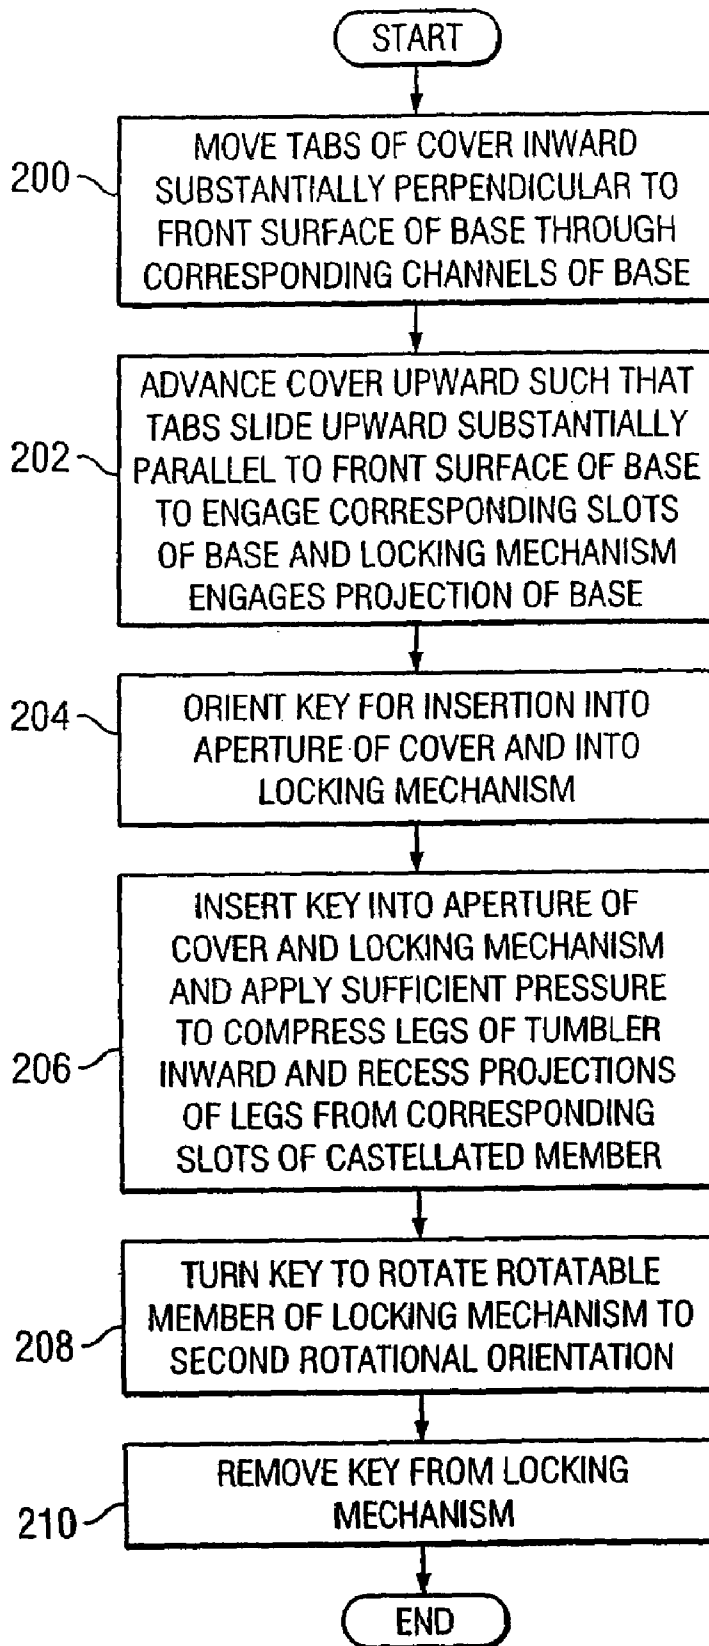 START
200
MOVE TABS OF COVER INWARD
SUBSTANTIALLY PERPENDICULAR TO
FRONT SURFACE OF BASE THROUGH
CORRESPONDING CHANNELS OF BASE
202
ADVANCE COVER UPWARD SUCH THAT
TABS SLIDE UPWARD SUBSTANTIALLY
PARALLEL TO FRONT SURFACE OF BASE
TO ENGAGE CORRESPONDING SLOTS
OF BASE AND LOCKING MECHANISM
ENGAGES PROJECTION OF BASE
204
ORIENT KEY FOR INSERTION INTO
APERTURE OF COVER AND INTO
LOCKING MECHANISM
206
INSERT KEY INTO APERTURE OF
COVER AND LOCKING MECHANISM
AND APPLY SUFFICIENT PRESSURE
TO COMPRESS LEGS OF TUMBLER
INWARD AND RECESS PROJECTIONS
OF LEGS FROM CORRESPONDING
SLOTS OF CASTELLATED MEMBER
208
TURN KEY TO ROTATE ROTATABLE
MEMBER OF LOCKING MECHANISM TO
SECOND ROTATIONAL ORIENTATION
210
REMOVE KEY FROM LOCKING
MECHANISM
END